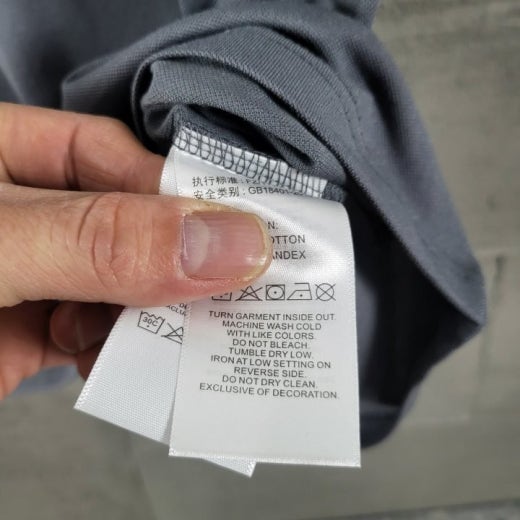 执行标准:
安全类别: GB18401
N:
OTTON
ANDEX
TURN GARMENT INSIDE OUT.
MACHINE WASH COLD
WITH LIKE COLORS.
DO NOT BLEACH.
TUMBLE DRY LOW.
IRON AT LOW SETTING ON
REVERSE SIDE.
DO NOT DRY CLEAN.
EXCLUSIVE OF DECORATION.
30C